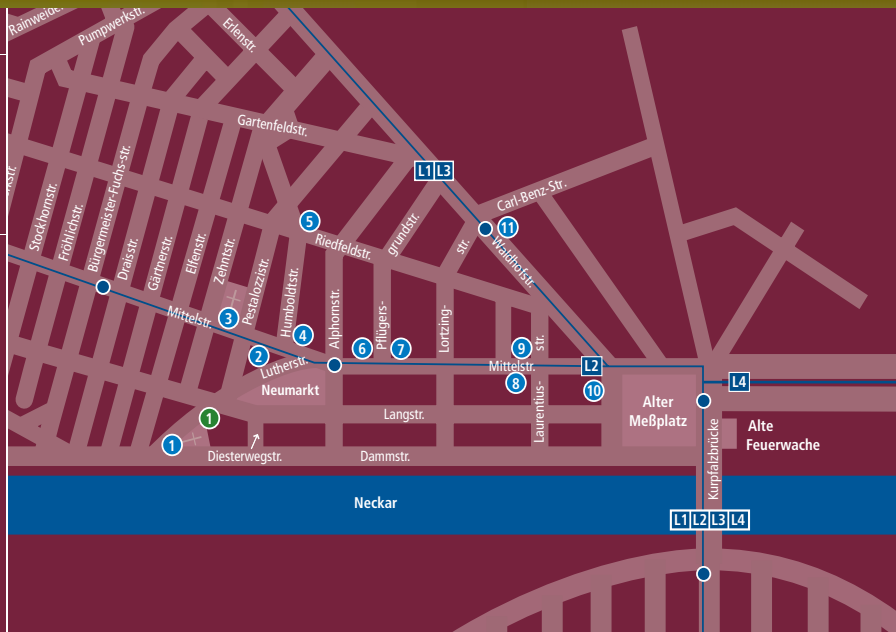 Rainweidenstr.
Pumpwerkstr.
Erlenstr.
Gartenfeldstr.
L1 L3
Carl-Benz-Str.
11
Waldhofstr.
5
Riedfeldstr.
Pflügers-
grundstr.
Lortzing-
str.
Stockhornstr.
Fröhlichstr.
Bürgermeister-Fuchs-str.
Draisstr.
Gärtnerstr.
Elfenstr.
Zehntstr.
Pestalozzistr.
Humboldtstr.
Alphornstr.
Mittelstr.
3
4
2
6
7
9
Lutherstr.
Mittelstr.
L2
8
10
L4
Neumarkt
Laurentius-
str.
Alter
Meßplatz
1
Langstr.
1
Alte
Feuerwache
Diesterwegstr.
Dammstr.
Kurpfalzbrücke
Neckar
L1 L2 L3 L4